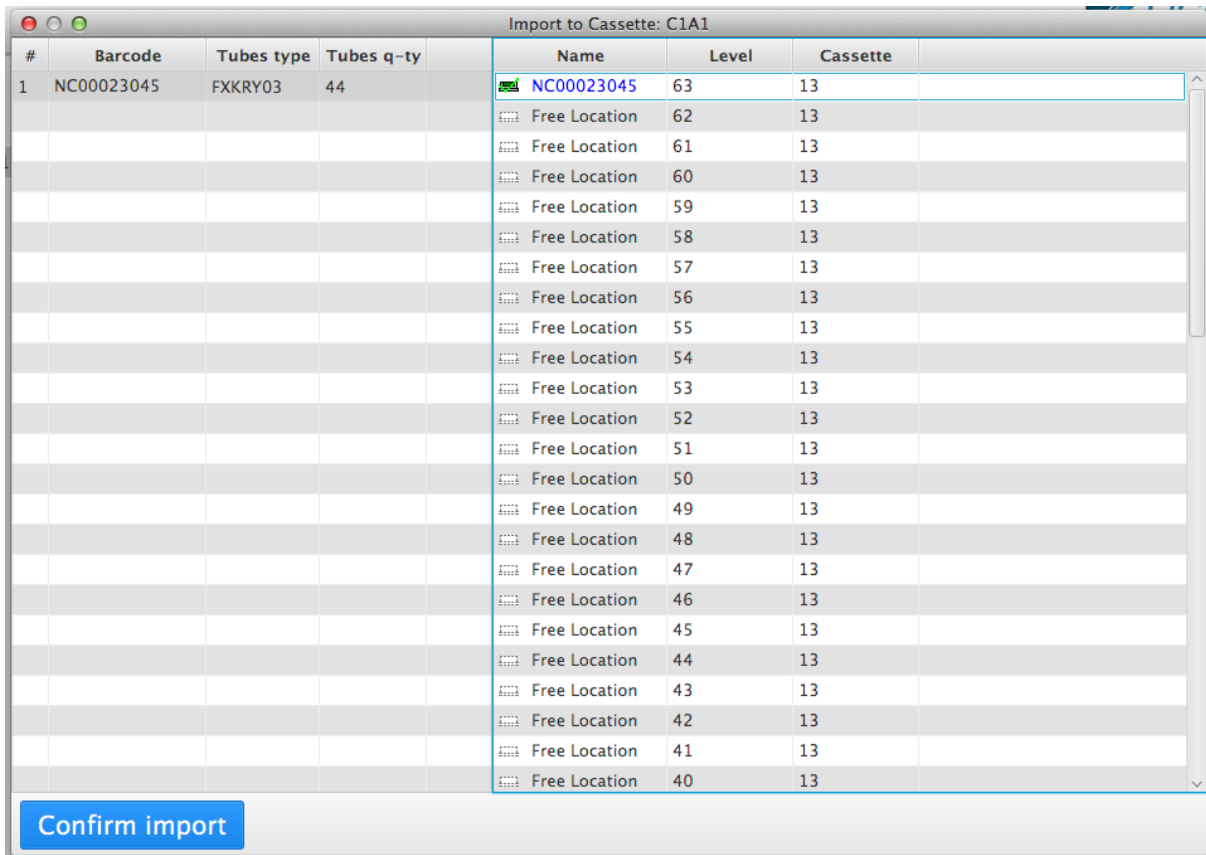 Import to Cassette: C1A1
# Barcode Tubes type Tubes q-ty Name Level Cassette
1 NC00023045 FXKRY03 44 NC00023045 63 13
Free Location 62 13
Free Location 61 13
Free Location 60 13
Free Location 59 13
Free Location 58 13
Free Location 57 13
Free Location 56 13
Free Location 55 13
Free Location 54 13
Free Location 53 13
Free Location 52 13
Free Location 51 13
Free Location 50 13
Free Location 49 13
Free Location 48 13
Free Location 47 13
Free Location 46 13
Free Location 45 13
Free Location 44 13
Free Location 43 13
Free Location 42 13
Free Location 41 13
Free Location 40 13
Confirm import